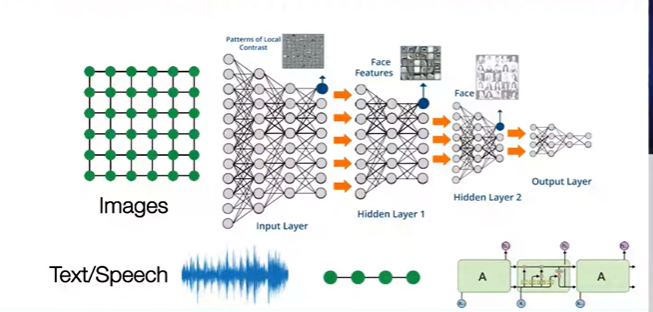 Patterns of Local
Contrast
Face
Features
Face
Images
Input Layer
Hidden Layer 1
Hidden Layer 2
Output Layer
Text/Speech
A
A